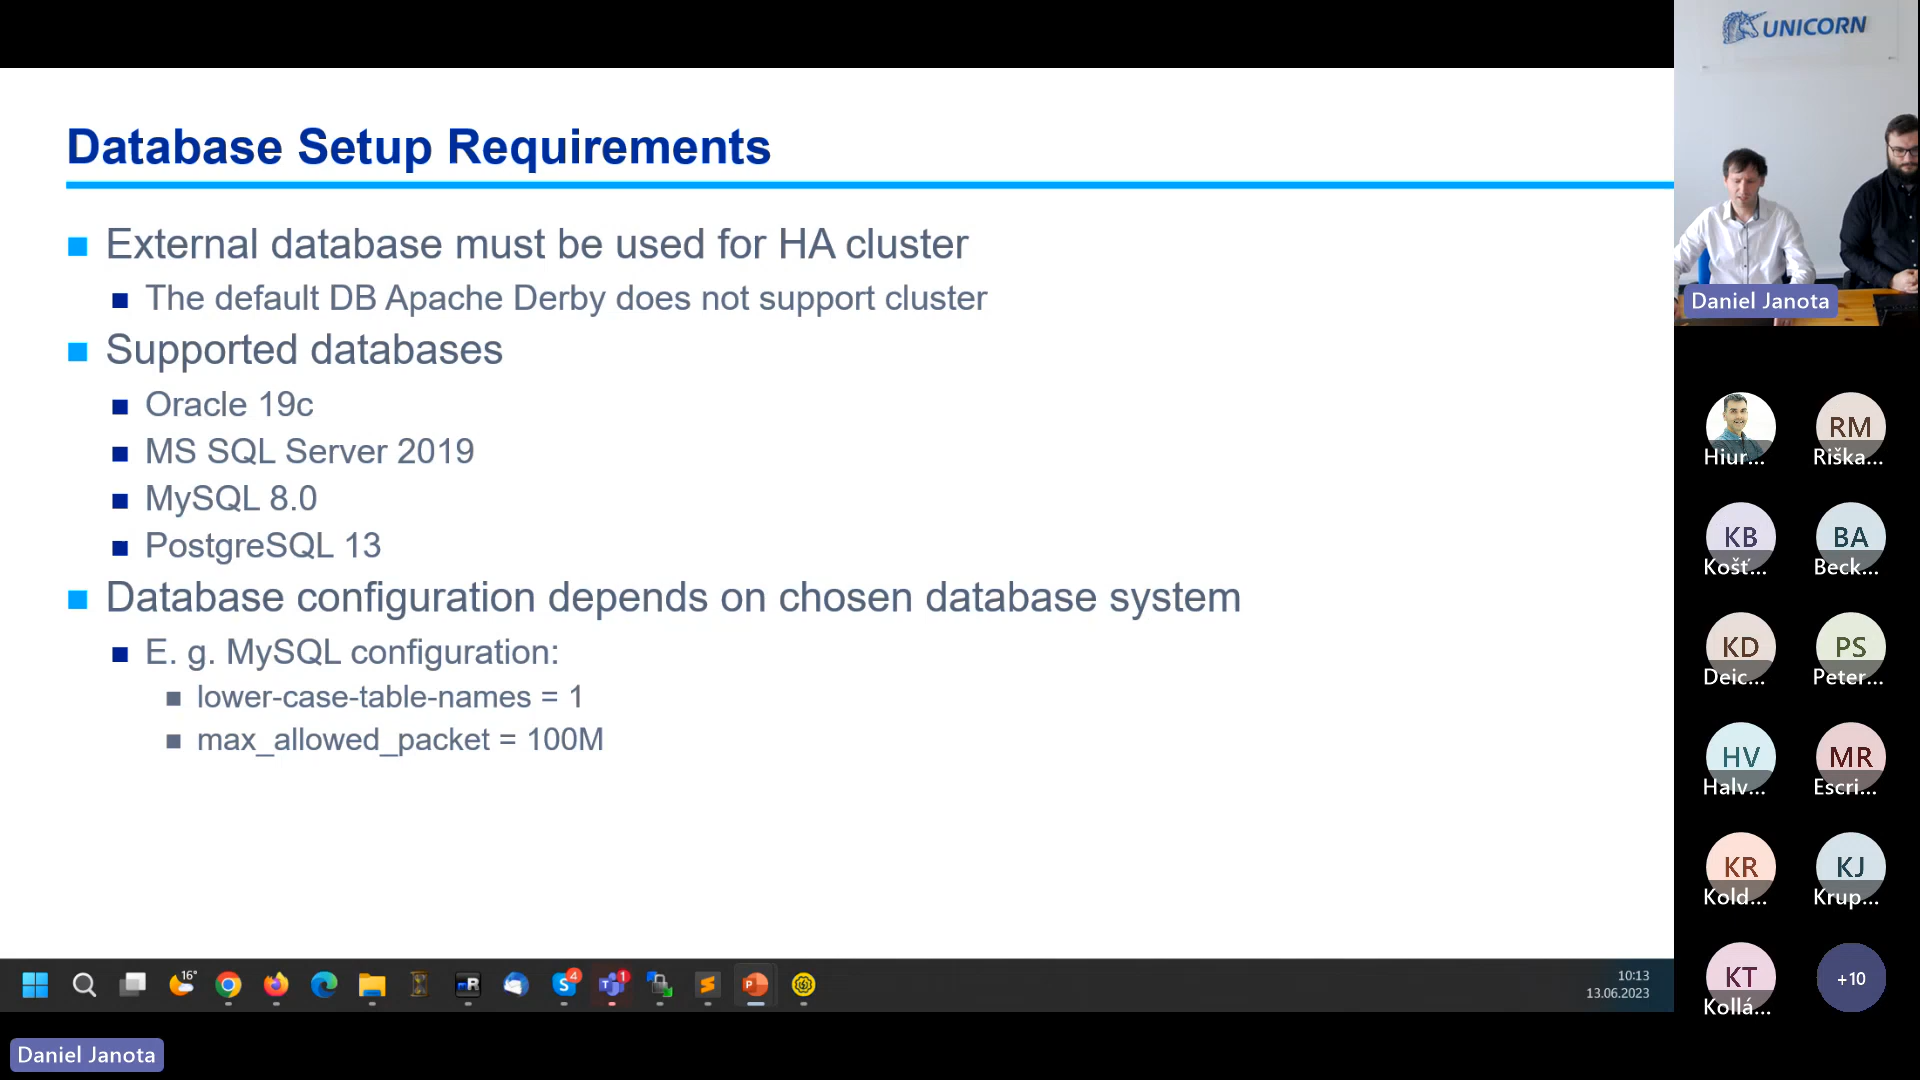 UNICORN
Database Setup Requirements
External database must be used for HA cluster
The default DB Apache Derby does not support cluster
Supported databases
Oracle 19c
MS SQL Server 2019
MySQL 8.0
PostgreSQL 13
Database configuration depends on chosen database system
E. g. MySQL configuration:
lower-case-table-names = 1
max_allowed_packet = 100M
Daniel Janota
Hiur...
RM
Riška...
KB
Košť...
BA
Beck...
KD
Deic...
PS
Peter...
HV
Halv...
MR
Escri...
KR
Kold...
KJ
Krup...
KT
Kollá...
+10
16°
R
S
4
T
1
P
10:13
13.06.2023
Daniel Janota